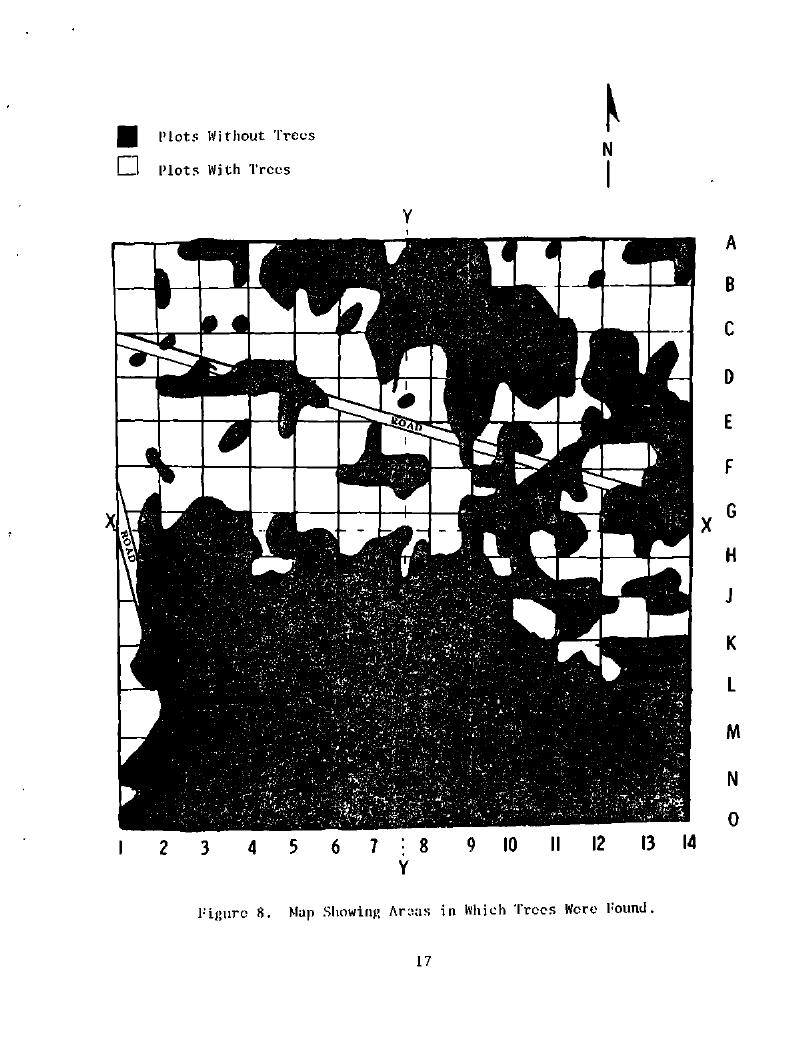 Plots Without Trees
Plots With Trees
N
Y
A
B
C
D
E
F
G
H
J
K
L
M
N
O
ROAD
ROAD
X
X
1 2 3 4 5 6 7 8 9 10 11 12 13 14
Y
Figure 8. Map Showing Areas in Which Trees Were Found.
17